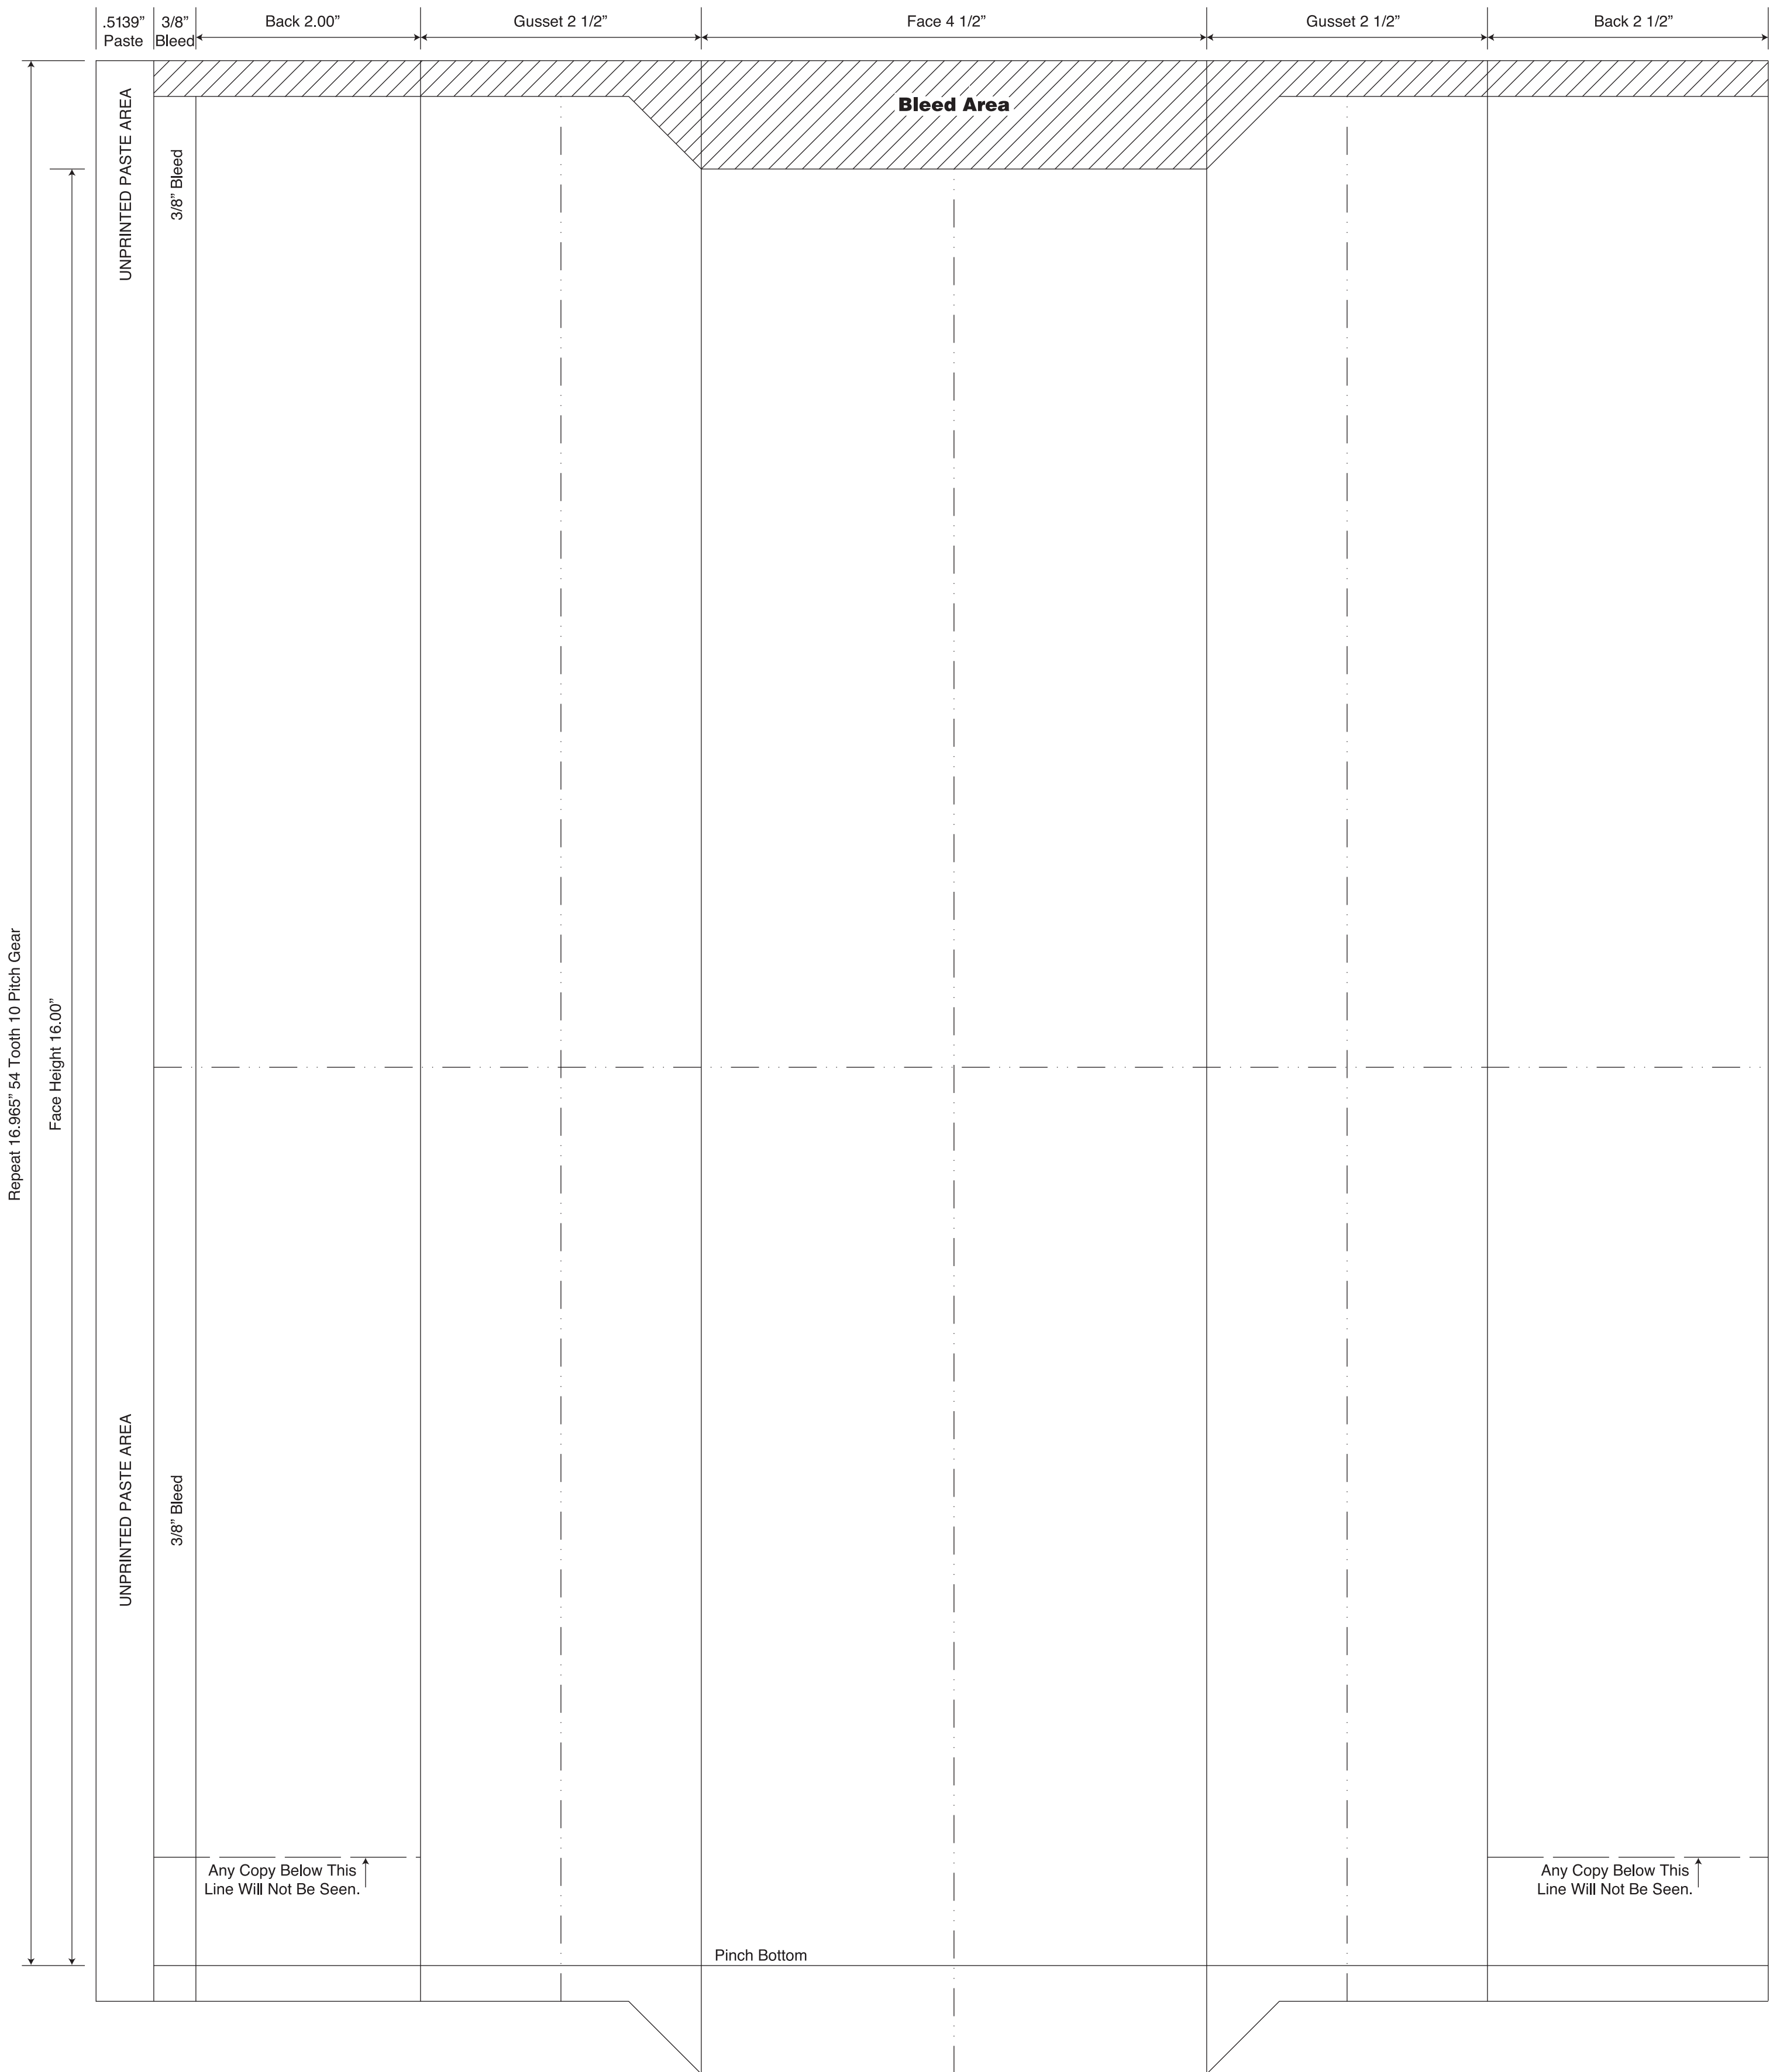 .5139”
Paste
3/8”
Bleed
Back 2.00”
Gusset 2 1/2”
Face 4 1/2”
Gusset 2 1/2”
Back 2 1/2”
Bleed Area
UNPRINTED PASTE AREA
3/8” Bleed
Repeat 16.965” 54 Tooth 10 Pitch Gear
Face Height 16.00”
UNPRINTED PASTE AREA
3/8” Bleed
Any Copy Below This
Line Will Not Be Seen.
Any Copy Below This
Line Will Not Be Seen.
Pinch Bottom